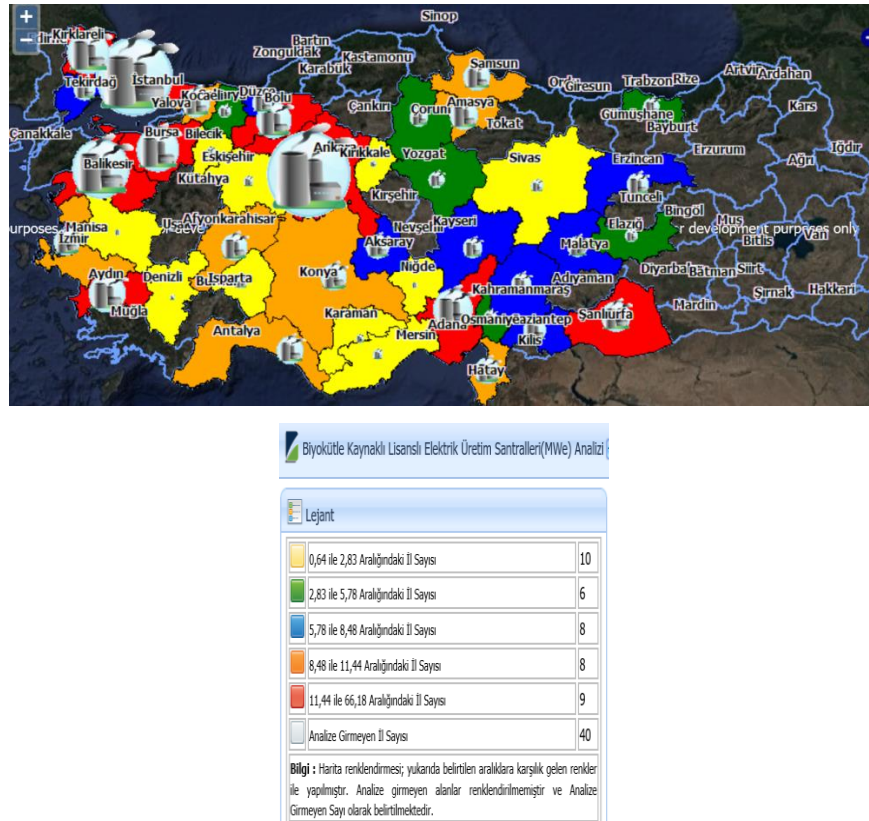 Sinop
Kırklareli
Bartın
Zonguldak
Kastamonu
Karabük
Samsun
Artvin
Ardahan
Tekirdağ
İstanbul
Yalova
Kocaeli
Bolu
Çankırı
Çorum
Amasya
Tokat
Giresun
Trabzon
Rize
Gümüşhane
Bayburt
Kars
Iğdır
Ağrı
Erzurum
Erzincan
Çanakkale
Balıkesir
Bursa
Bilecik
Eskişehir
Kütahya
Ankara
Kırıkkale
Yozgat
Sivas
Tunceli
Bingöl
Muş
Bitlis
Van
Kırşehir
Nevşehir
Kayseri
Aksaray
Malatya
Elazığ
Manisa
İzmir
Afyonkarahisar
Aydın
Denizli
Isparta
Konya
Niğde
Kahramanmaraş
Adıyaman
Diyarba
Batman
Siirt
Şırnak
Hakkari
Mardin
Muğla
Antalya
Karaman
Mersin
Adana
Osmaniye
aziantep
Şanlıurfa
Kilis
Hatay
urposes
r development purposes only
Biyokütle Kaynaklı Lisanslı Elektrik Üretim Santralleri(MWe) Analizi
Lejant
0,64 ile 2,83 Aralığındaki İl Sayısı 10
2,83 ile 5,78 Aralığındaki İl Sayısı 6
5,78 ile 8,48 Aralığındaki İl Sayısı 8
8,48 ile 11,44 Aralığındaki İl Sayısı 8
11,44 ile 66,18 Aralığındaki İl Sayısı 9
Analize Girmeyen İl Sayısı 40
Bilgi : Harita renklendirmesi; yukarıda belirtilen aralıklara karşılık gelen renkler
ile yapılmıştır. Analize girmeyen alanlar renklendirilmemiştir ve Analize
Girmeyen Sayı olarak belirtilmektedir.